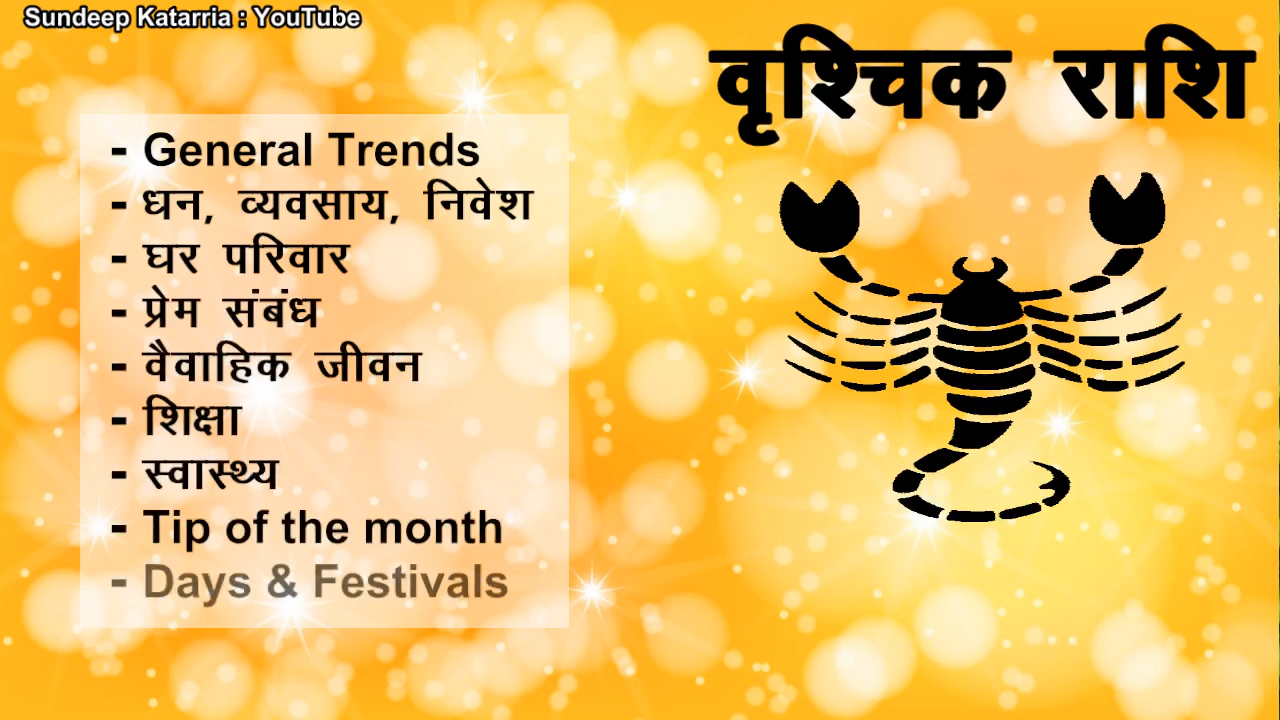 Sundeep Katarria : YouTube
वृश्चिक राशि
- General Trends
- धन, व्यवसाय, निवेश
- घर परिवार
- प्रेम संबंध
- वैवाहिक जीवन
- शिक्षा
- स्वास्थ्य
- Tip of the month
- Days & Festivals